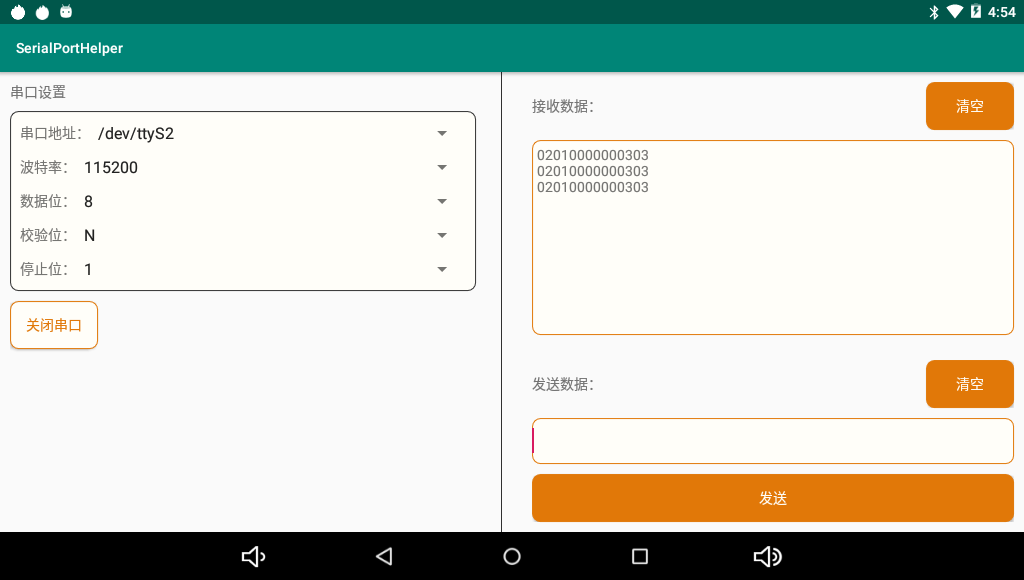 4:54
SerialPortHelper
串口设置
串口地址: /dev/ttyS2
波特率: 115200
数据位: 8
校验位: N
停止位: 1
关闭串口
接收数据:
清空
02010000000303
02010000000303
02010000000303
发送数据:
清空
发送